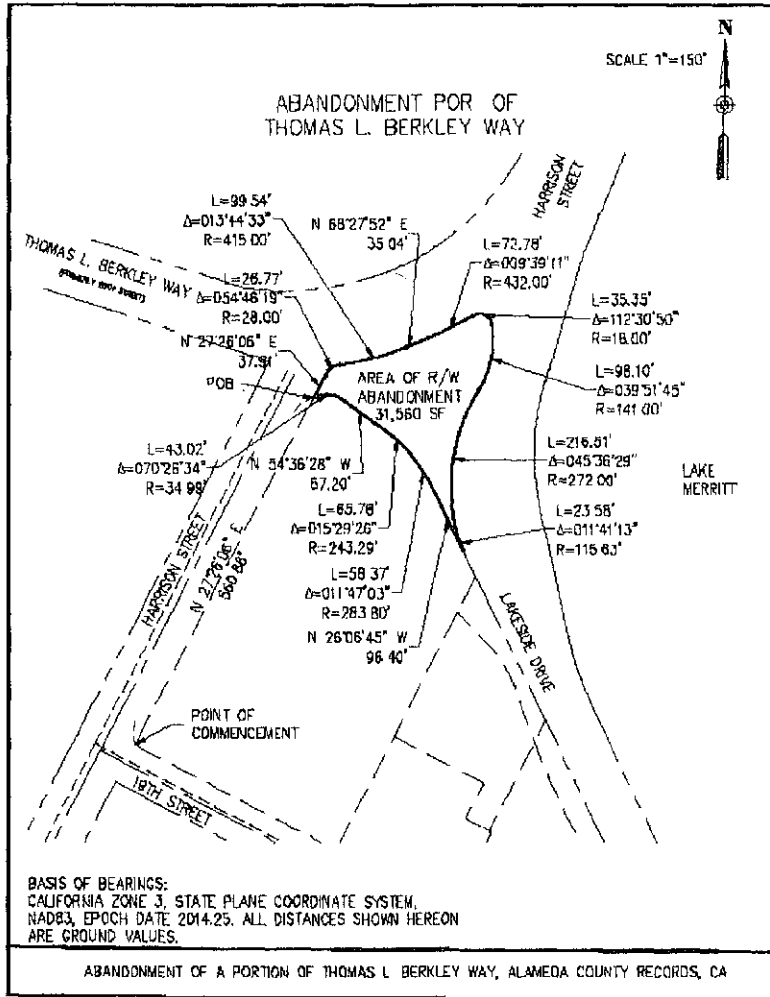 N
SCALE 1"=150'
ABANDONMENT POR OF
THOMAS L. BERKLEY WAY
HARRISON
STREET
L=99.54'
Δ=013°44'33"
R=415.00'
N 68°27'52" E
35.04'
L=72.78'
Δ=009°39'11"
R=432.00'
THOMAS L. BERKLEY WAY
(FORMERLY 20TH STREET)
L=26.77'
Δ=054°46'19"
R=28.00'
L=35.35'
Δ=112°30'50"
R=18.00'
N 27°26'06" E
POB
AREA OF R/W
ABANDONMENT
31,560 SF
L=98.10'
Δ=039°51'45"
R=141.00'
L=43.02'
Δ=070°26'34"
R=34.99'
N 54°36'28" W
67.20'
L=216.51'
Δ=045°36'29"
R=272.00'
LAKE
MERRITT
L=65.78'
Δ=015°29'26"
R=243.29'
L=23.58'
Δ=011°41'13"
R=115.63'
HARRISON STREET
N 27°26'06" E
560.86'
L=58.37'
Δ=011°47'03"
R=283.80'
N 26°06'45" W
96.40'
LAKESIDE DRIVE
POINT OF
COMMENCEMENT
19TH STREET
BASIS OF BEARINGS:
CALIFORNIA ZONE 3, STATE PLANE COORDINATE SYSTEM,
NAD83, EPOCH DATE 2014.25. ALL DISTANCES SHOWN HEREON
ARE GROUND VALUES.
ABANDONMENT OF A PORTION OF THOMAS L BERKLEY WAY, ALAMEDA COUNTY RECORDS, CA